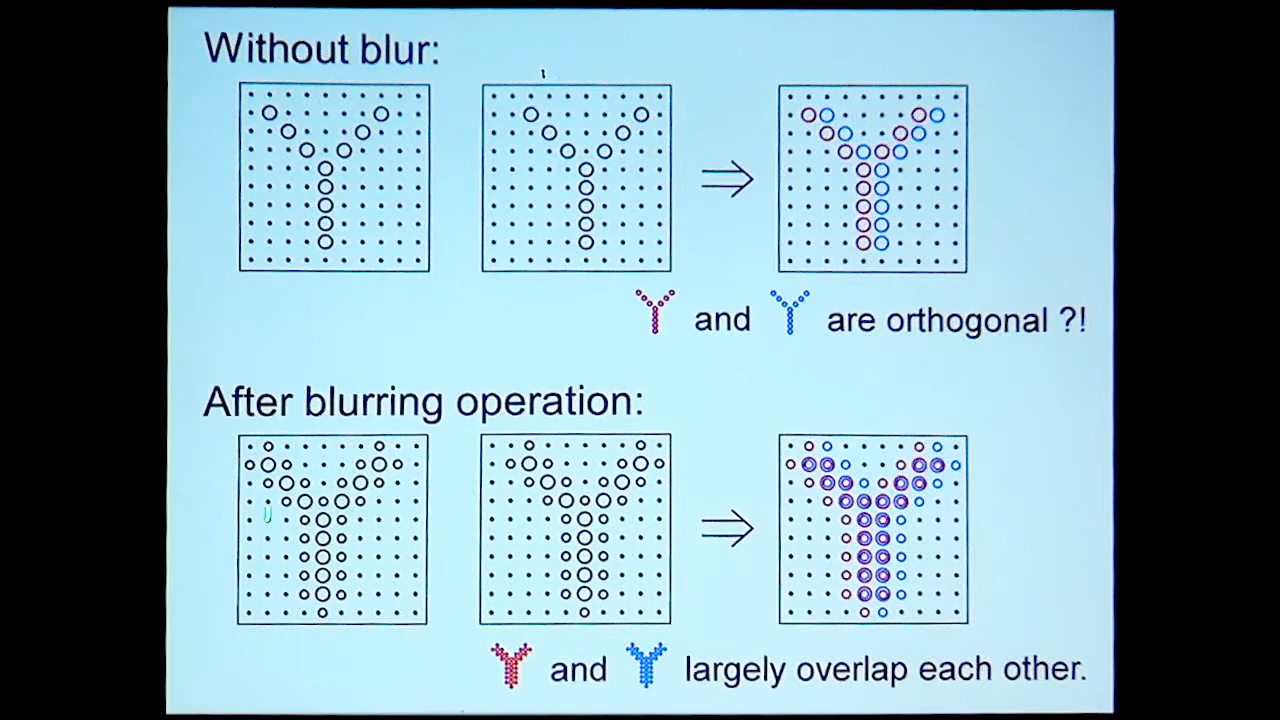 Without blur:
and are orthogonal ?!
After blurring operation:
and largely overlap each other.